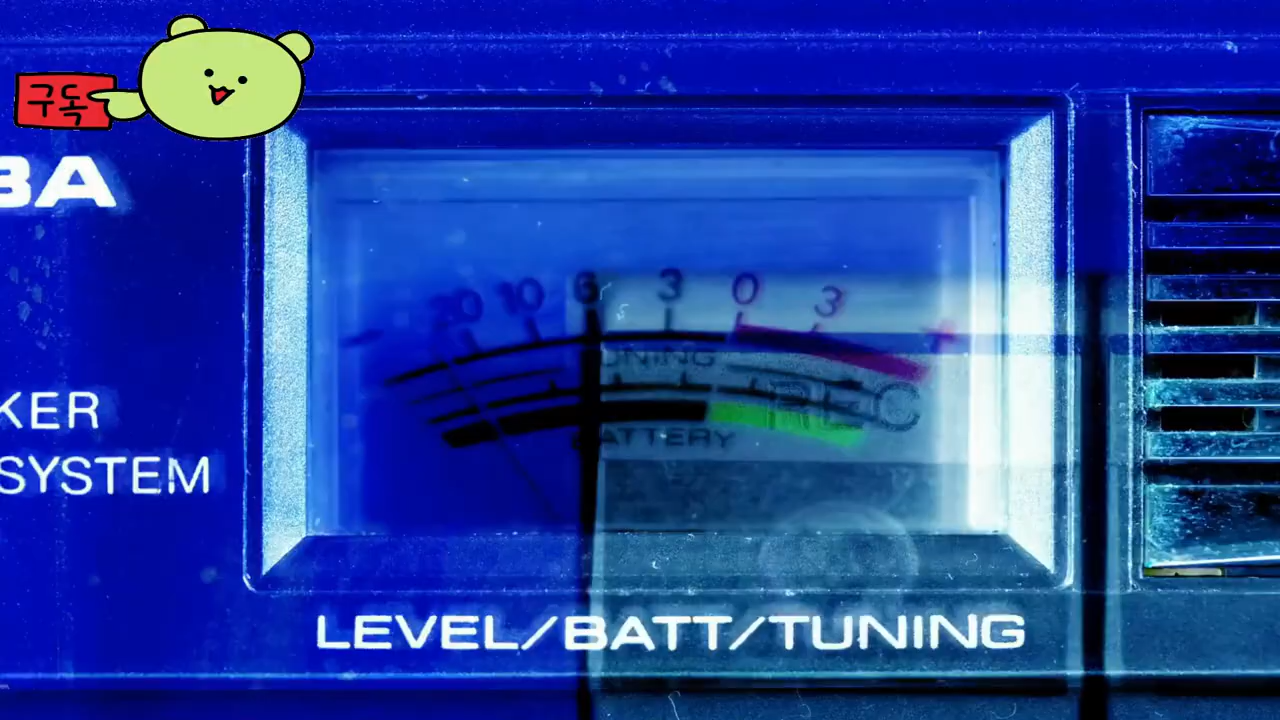 구독
BA
KER
SYSTEM
20 10 6 3 0 3 +
TUNING
REC
BATTERY
LEVEL/BATT/TUNING